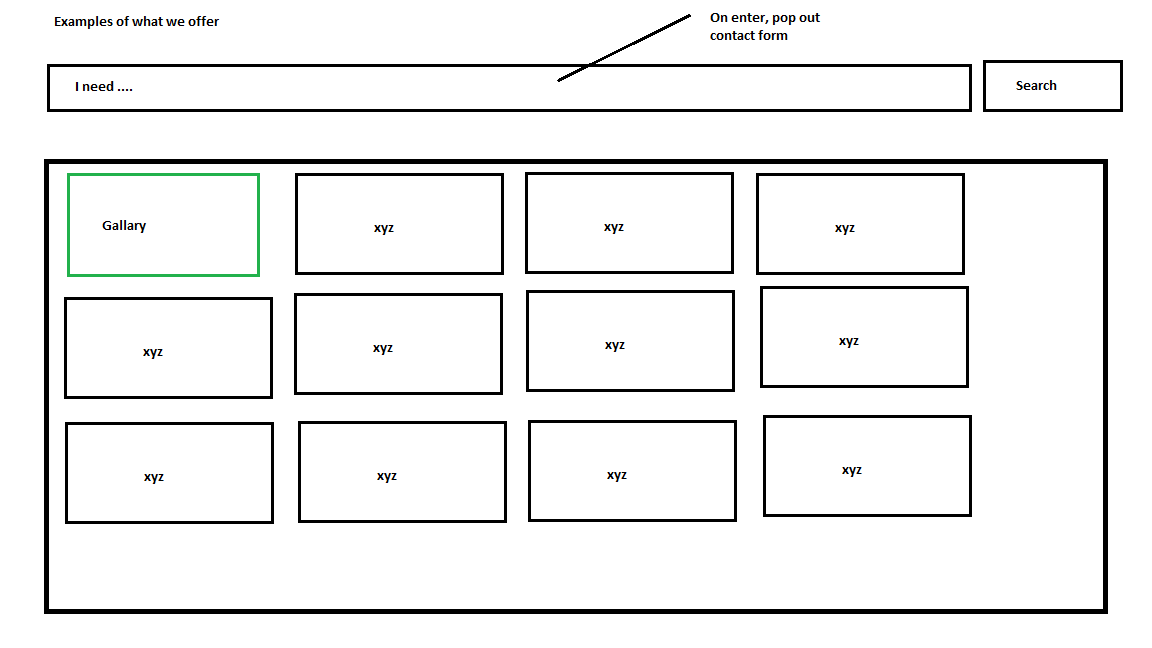 Examples of what we offer
On enter, pop out
contact form
I need ....
Search
Gallary
xyz
xyz
xyz
xyz
xyz
xyz
xyz
xyz
xyz
xyz
xyz